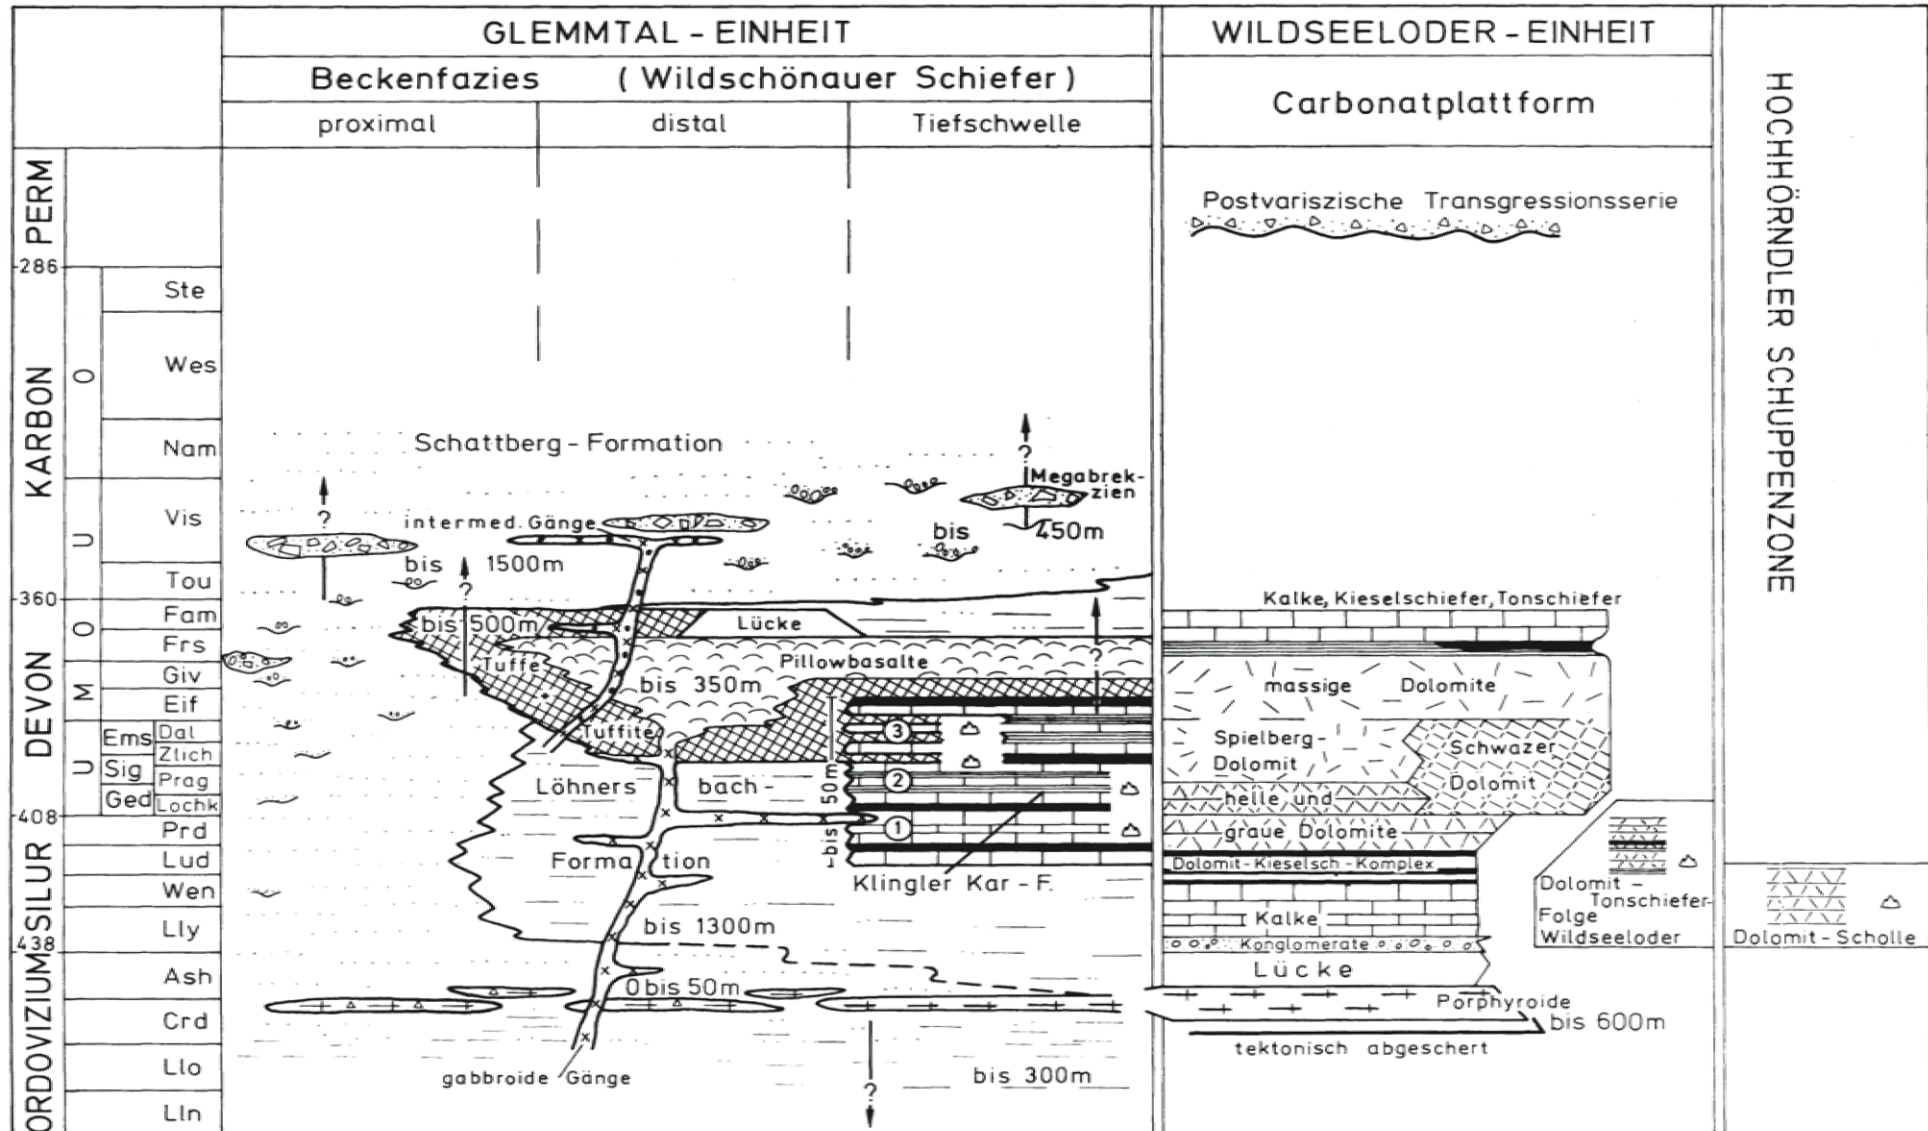 GLEMMTAL - EINHEIT
WILDSEELODER - EINHEIT
HOCHHÖRNDLER SCHUPPENZONE
Beckenfazies (Wildschönauer Schiefer)
Carbonatplattform
proximal
distal
Tiefschwelle
PERM
286
KARBON
O
Ste
Wes
Nam
U
Vis
Tou
360
DEVON
O
Fam
Frs
M
Giv
Eif
U
Ems
Dal
Zlich
Sig
Prag
Ged
Lochk
408
SILUR
Prd
Lud
Wen
Lly
438
ORDOVIZIUM
Ash
Crd
Llo
Lln
Schattberg - Formation
?
Megabrek-
zien
?
intermed. Gänge
bis 450m
bis 1500m
?
bis 500m
Lücke
Tuffe
Pillowbasalte
?
bis 350m
Tuffite
3
2
1
bis 50m
Löhners bach-
Forma tion
Klingler Kar - F.
bis 1300m
0 bis 50m
gabbroide Gänge
bis 300m
?
Postvariszische Transgressionsserie
Kalke, Kieselschiefer, Tonschiefer
massige Dolomite
Spielberg-
Dolomit
Schwazer
Dolomit
helle und
graue Dolomite
Dolomit-Kieselsch-Komplex
Kalke
Konglomerate
Lücke
Porphyroide
bis 600m
tektonisch abgeschert
Dolomit -
Tonschiefer-
Folge
Wildseeloder
Dolomit - Scholle